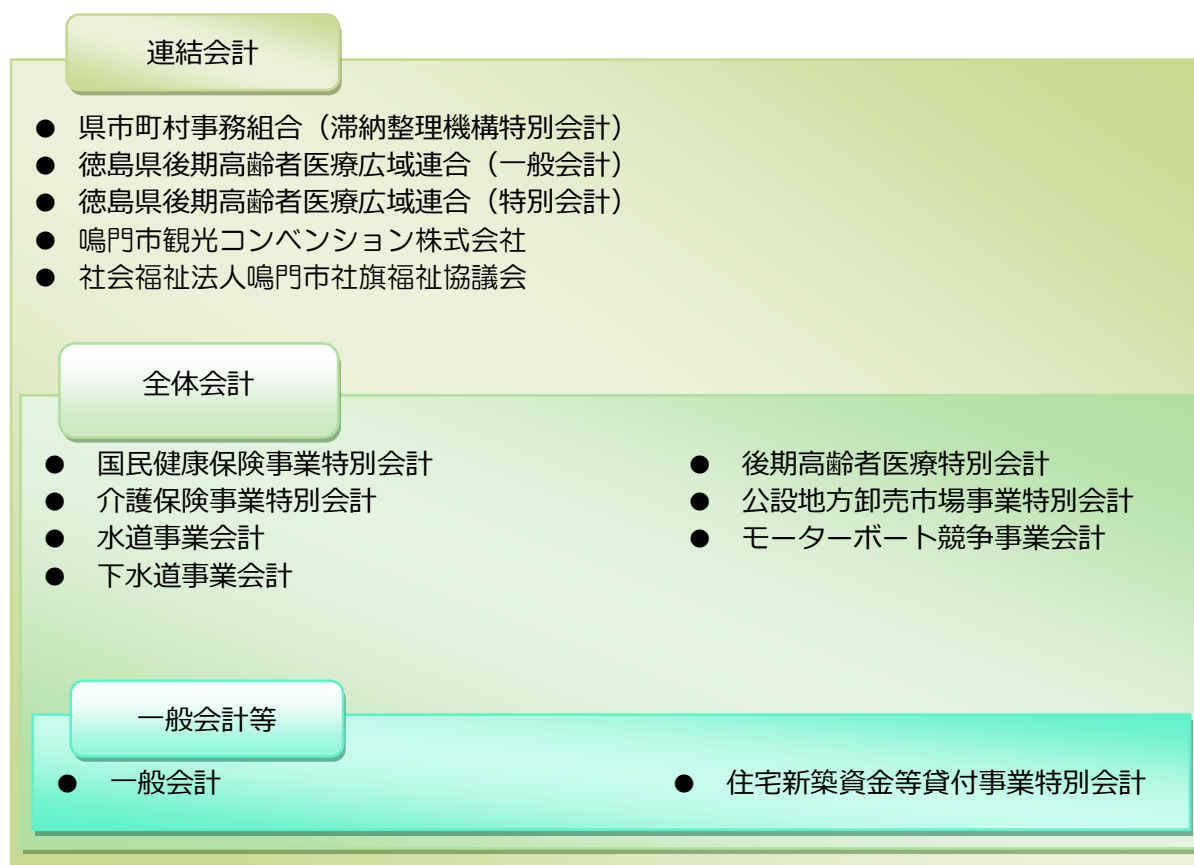 連結会計
● 県市町村事務組合（滞納整理機構特別会計）
● 徳島県後期高齢者医療広域連合（一般会計）
● 徳島県後期高齢者医療広域連合（特別会計）
● 鳴門市観光コンベンション株式会社
● 社会福祉法人鳴門市社旗福祉協議会
全体会計
● 国民健康保険事業特別会計
● 介護保険事業特別会計
● 水道事業会計
● 下水道事業会計
● 後期高齢者医療特別会計
● 公設地方卸売市場事業特別会計
● モーターボート競争事業会計
一般会計等
● 一般会計
● 住宅新築資金等貸付事業特別会計